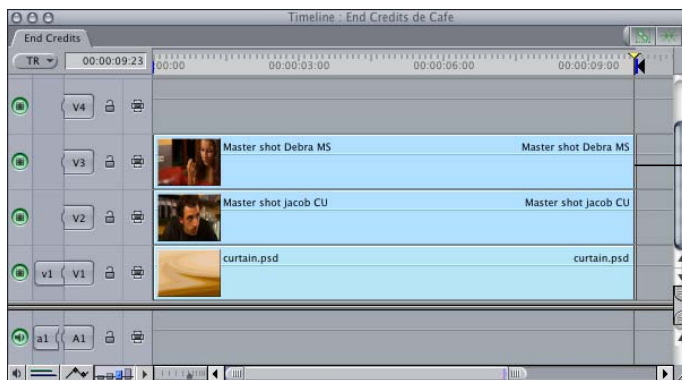 Timeline : End Credits de Cafe
End Credits
TR 00:00:09:23 00:00 00:00:03:00 00:00:06:00 00:00:09:00
V4
V3 Master shot Debra MS Master shot Debra MS
V2 Master shot jacob CU Master shot jacob CU
v1 V1 curtain.psd curtain.psd
a1 A1